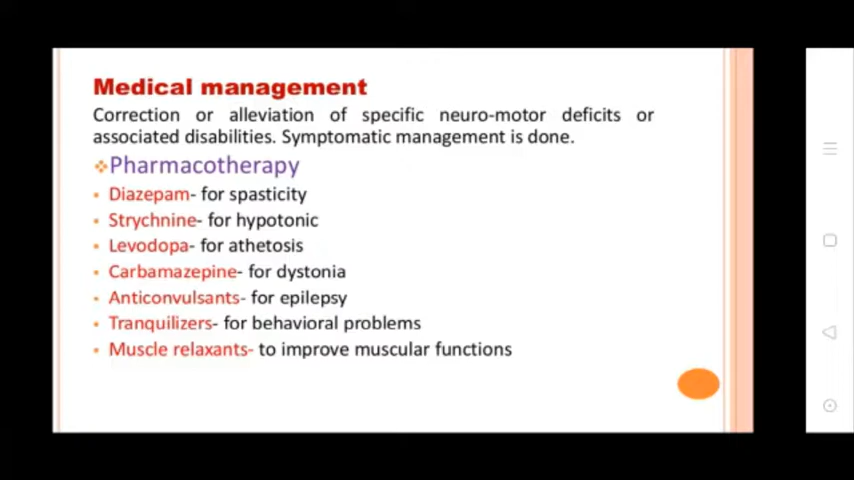 Medical management
Correction or alleviation of specific neuro-motor deficits or
associated disabilities. Symptomatic management is done.
Pharmacotherapy
Diazepam- for spasticity
Strychnine- for hypotonic
Levodopa- for athetosis
Carbamazepine- for dystonia
Anticonvulsants- for epilepsy
Tranquilizers- for behavioral problems
Muscle relaxants- to improve muscular functions